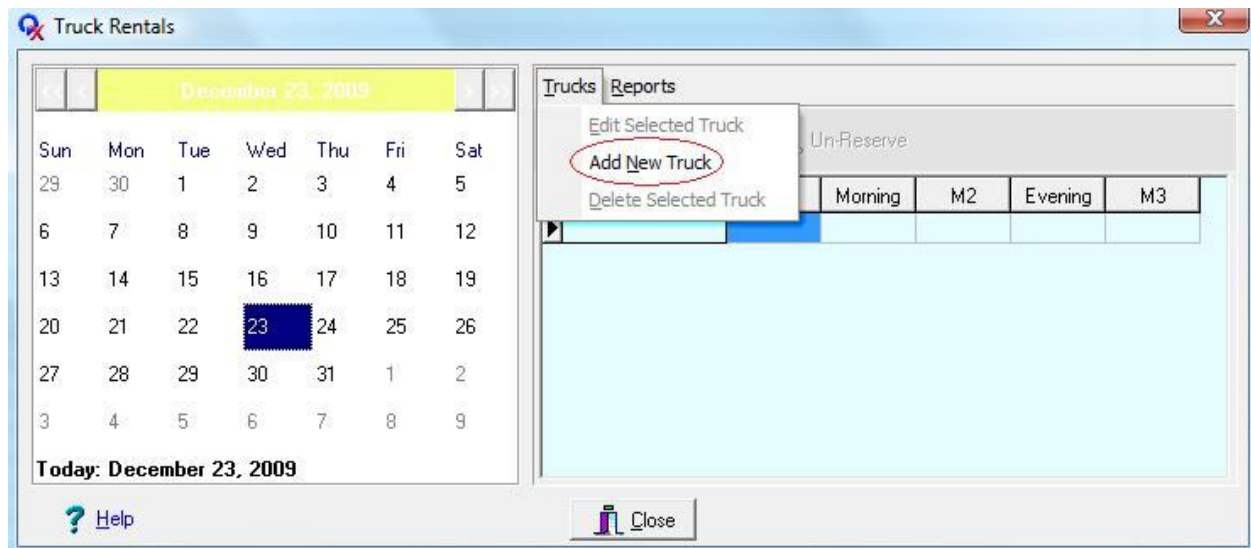 Truck Rentals
X
<< < December 23, 2009 > >>
Sun Mon Tue Wed Thu Fri Sat
29 30 1 2 3 4 5
6 7 8 9 10 11 12
13 14 15 16 17 18 19
20 21 22 23 24 25 26
27 28 29 30 31 1 2
3 4 5 6 7 8 9
Today: December 23, 2009
Trucks Reports
Edit Selected Truck
Add New Truck
Delete Selected Truck
Un-Reserve
Morning M2 Evening M3
? Help
Close